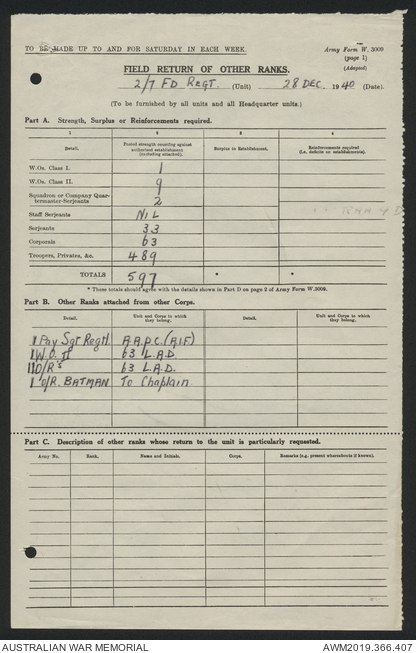 TO BE MADE UP TO AND FOR SATURDAY IN EACH WEEK.
Army Form W. 3009
(page 1)
(Adapted)
FIELD RETURN OF OTHER RANKS.
2/7 FD REGT. (Unit) 28 DEC. 1940 (Date).
(To be furnished by all units and all Headquarter units.)
Part A. Strength, Surplus or Reinforcements required.
1 2 3 4
Detail. Posted strength counting against authorized establishment (excluding attached). Surplus to Establishment. Reinforcements required (i.e. deficits on establishments).
W.Os. Class I. 1
W.Os. Class II. 9
Squadron or Company Quar-
termaster-Serjeants 2
Staff Serjeants NIL
Serjeants 33
Corporals 63
Troopers, Privates, &c. 489
TOTALS 597 * *
* These totals should agree with the details shown in Part D on page 2 of Army Form W.3009.
Part B. Other Ranks attached from other Corps.
Detail. Unit and Corps to which they belong. Detail. Unit and Corps to which they belong.
1 Pay Sgt Regtl. A.A.P.C. (A.I.F.)
1 W.O. II 63 L.A.D.
11 O/R's 63 L.A.D.
1 O/R. BATMAN To Chaplain
Part C. Description of other ranks whose return to the unit is particularly requested.
Army No. Rank. Name and Initials. Corps. Remarks (e.g., present whereabouts if known).
AUSTRALIAN WAR MEMORIAL AWM2019.366.407